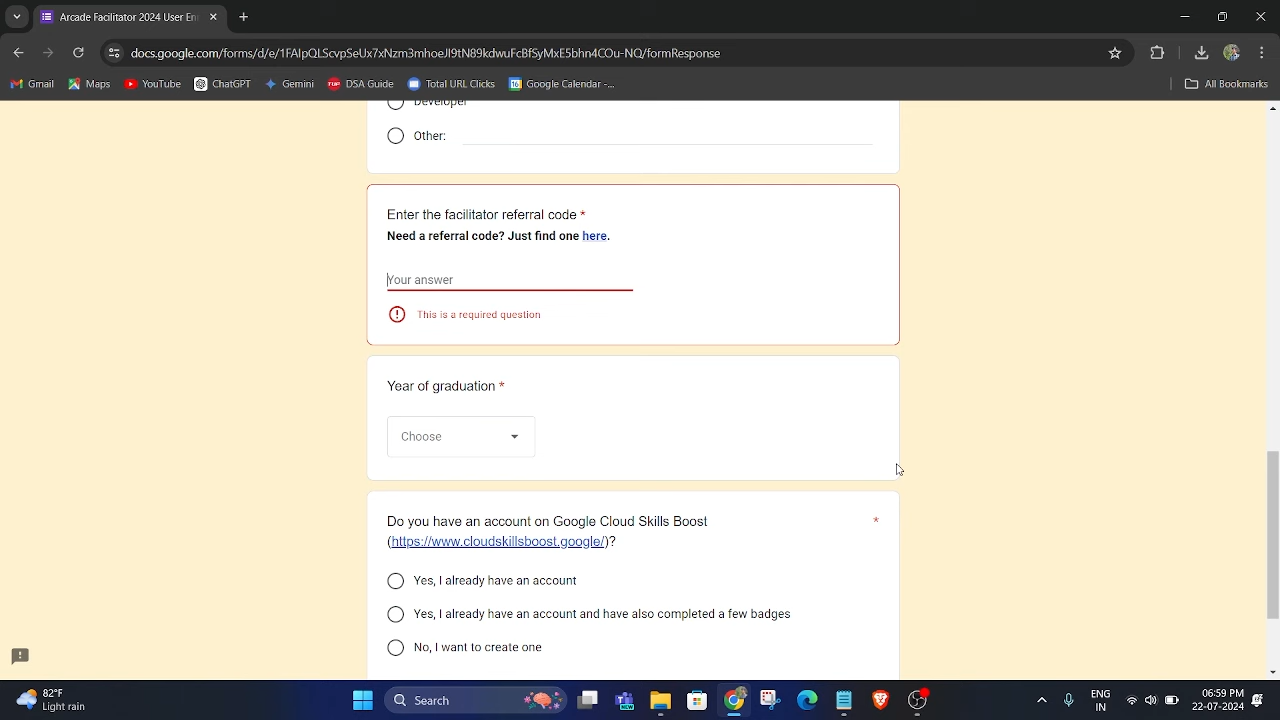 Arcade Facilitator 2024 User En
docs.google.com/forms/d/e/1FAIpQLScvpSeUx7xNzm3mhoeJl9tN89kdwuFcBfSyMxE5bhn4COu-NQ/formResponse
Gmail
Maps
YouTube
ChatGPT
Gemini
TOP
DSA Guide
Total URL Clicks
16
Google Calendar -...
All Bookmarks
Developer
Other:
Enter the facilitator referral code *
Need a referral code? Just find one here.
Your answer
This is a required question
Year of graduation *
Choose
Do you have an account on Google Cloud Skills Boost *
(https://www.cloudskillsboost.google/)?
Yes, I already have an account
Yes, I already have an account and have also completed a few badges
No, I want to create one
82°F
Light rain
Search
ENG
IN
06:59 PM
22-07-2024